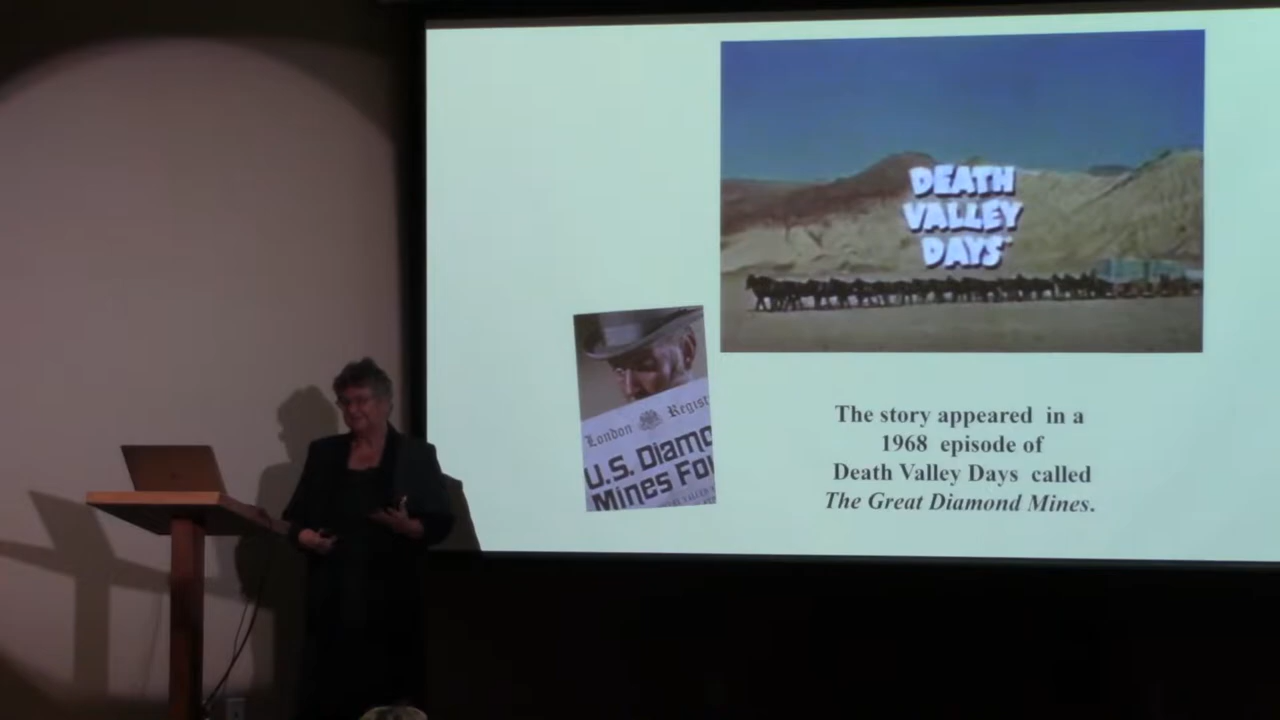 DEATH
VALLEY
DAYS
London Regist
U.S. Diamo
Mines Fo
The story appeared in a
1968 episode of
Death Valley Days called
The Great Diamond Mines.